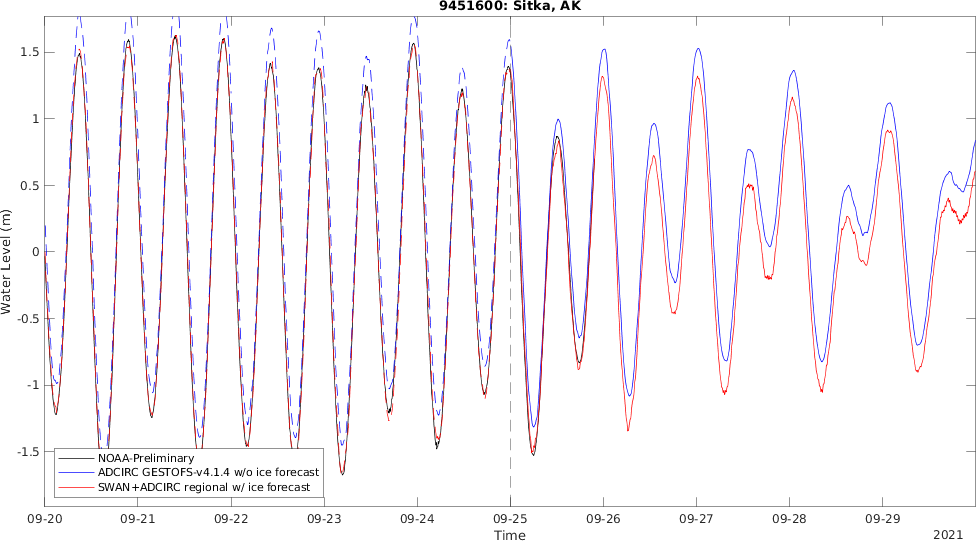 9451600: Sitka, AK
Water Level (m)
1.5
1
0.5
0
-0.5
-1
-1.5
NOAA-Preliminary
ADCIRC GESTOFS-v4.1.4 w/o ice forecast
SWAN+ADCIRC regional w/ ice forecast
09-20 09-21 09-22 09-23 09-24 09-25 09-26 09-27 09-28 09-29
Time
2021